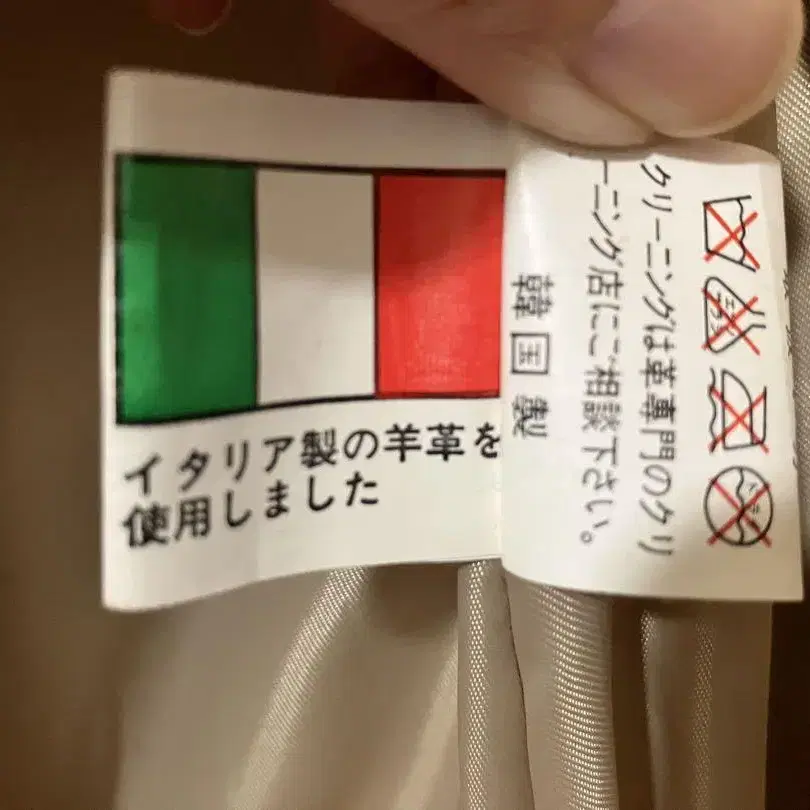 イタリア製の羊革を
使用しました
クリーニングは革専門のクリ
ーニング店にご相談下さい。
韓国製